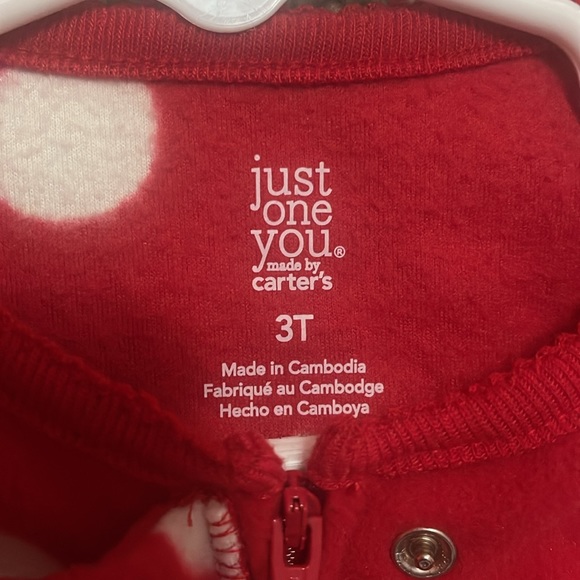 just
one
you®
made by
carter's
3T
Made in Cambodia
Fabriqué au Cambodge
Hecho en Camboya